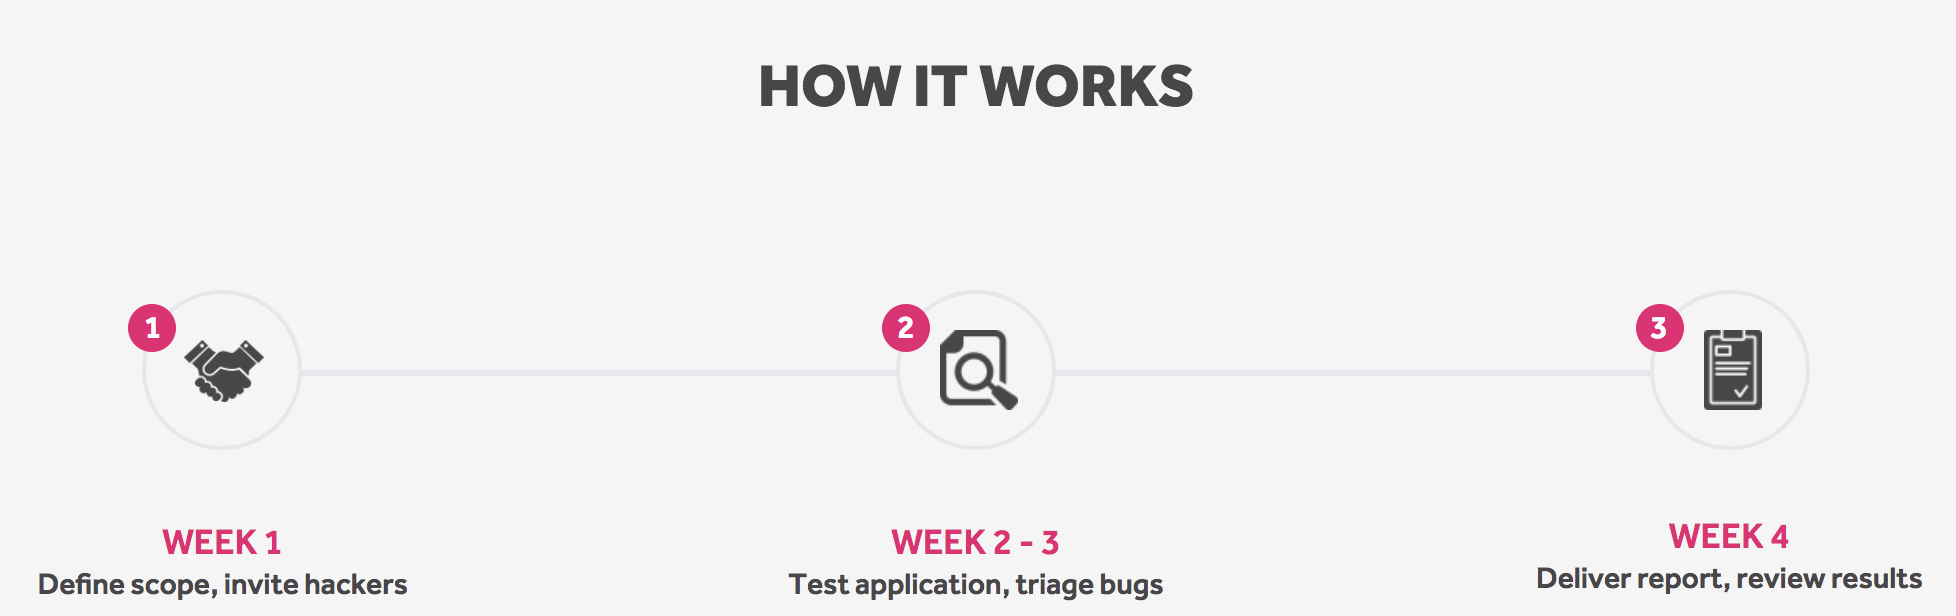 HOW IT WORKS
1
2
3
WEEK 1
Define scope, invite hackers
WEEK 2 - 3
Test application, triage bugs
WEEK 4
Deliver report, review results